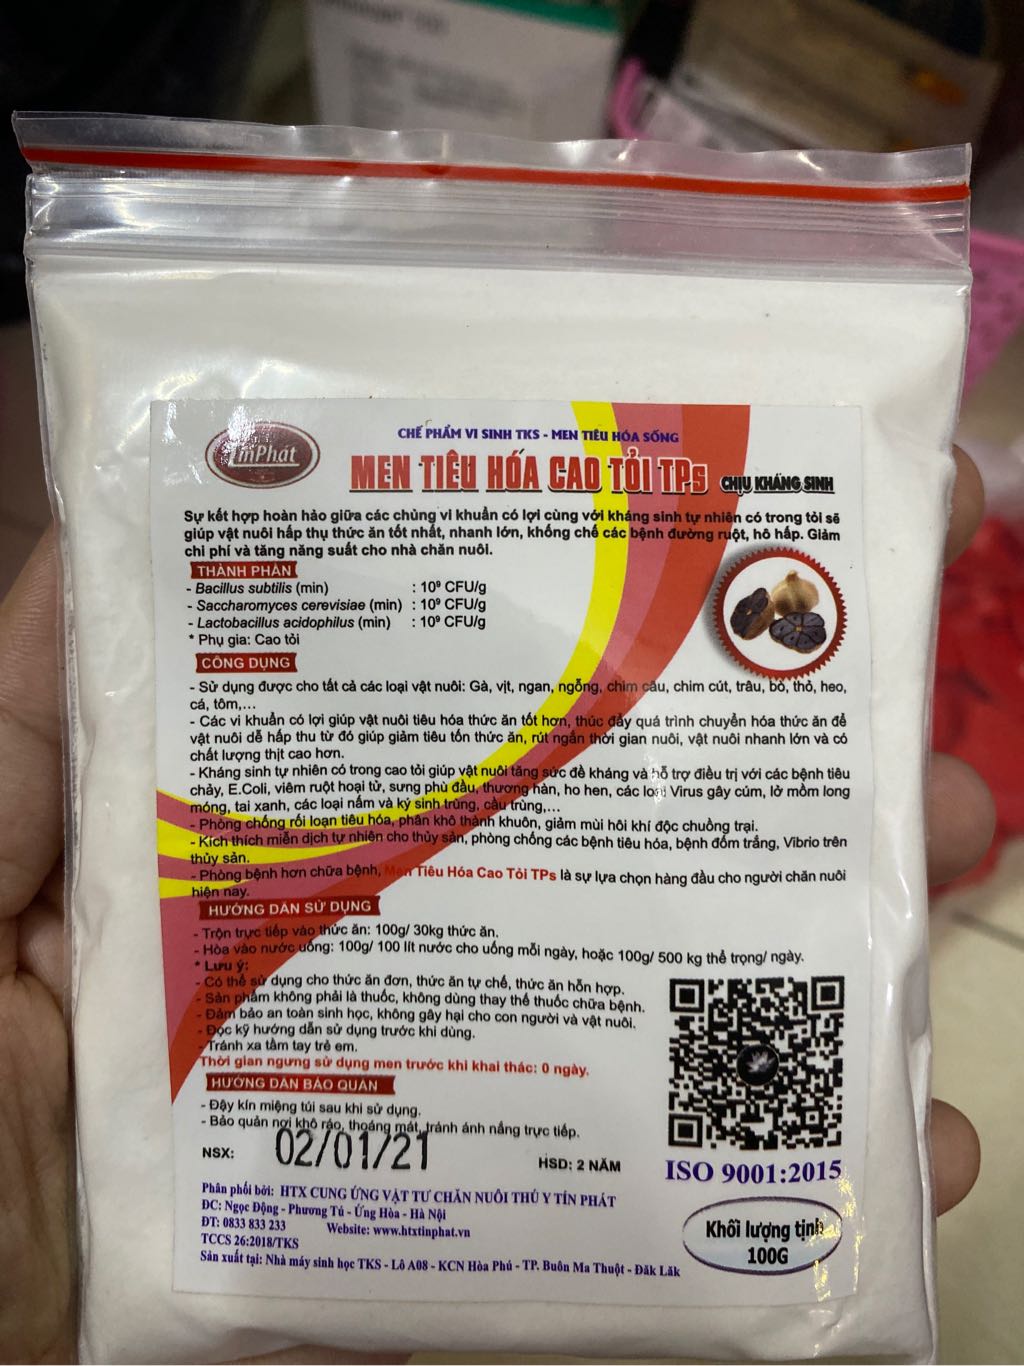 TínPhát
CHẾ PHẨM VI SINH TKS - MEN TIÊU HÓA SỐNG
MEN TIÊU HÓA CAO TỎI TPs CHỊU KHÁNG SINH
Sự kết hợp hoàn hảo giữa các chủng vi khuẩn có lợi cùng với kháng sinh tự nhiên có trong tỏi sẽ
giúp vật nuôi hấp thụ thức ăn tốt nhất, nhanh lớn, khống chế các bệnh đường ruột, hô hấp. Giảm
chi phí và tăng năng suất cho nhà chăn nuôi.
THÀNH PHẦN
- Bacillus subtilis (min) : 10⁹ CFU/g
- Saccharomyces cerevisiae (min) : 10⁹ CFU/g
- Lactobacillus acidophilus (min) : 10⁹ CFU/g
* Phụ gia: Cao tỏi
CÔNG DỤNG
- Sử dụng được cho tất cả các loại vật nuôi: Gà, vịt, ngan, ngỗng, chim câu, chim cút, trâu, bò, thỏ, heo,
cá, tôm,...
- Các vi khuẩn có lợi giúp vật nuôi tiêu hóa thức ăn tốt hơn, thúc đẩy quá trình chuyển hóa thức ăn để
vật nuôi dễ hấp thu từ đó giúp giảm tiêu tốn thức ăn, rút ngắn thời gian nuôi, vật nuôi nhanh lớn và có
chất lượng thịt cao hơn.
- Kháng sinh tự nhiên có trong cao tỏi giúp vật nuôi tăng sức đề kháng và hỗ trợ điều trị với các bệnh tiêu
chảy, E.Coli, viêm ruột hoại tử, sưng phù đầu, thương hàn, ho hen, các loại Virus gây cúm, lở mồm long
móng, tai xanh, các loại nấm và ký sinh trùng, cầu trùng,...
- Phòng chống rối loạn tiêu hóa, phân khô thành khuôn, giảm mùi hôi khí độc chuồng trại.
- Kích thích miễn dịch tự nhiên cho thủy sản, phòng chống các bệnh tiêu hóa, bệnh đốm trắng, Vibrio trên
thủy sản.
- Phòng bệnh hơn chữa bệnh, Men Tiêu Hóa Cao Tỏi TPs là sự lựa chọn hàng đầu cho người chăn nuôi
hiện nay.
HƯỚNG DẪN SỬ DỤNG
- Trộn trực tiếp vào thức ăn: 100g/ 30kg thức ăn.
- Hòa vào nước uống: 100g/ 100 lít nước cho uống mỗi ngày, hoặc 100g/ 500 kg thể trọng/ ngày.
* Lưu ý:
- Có thể sử dụng cho thức ăn đơn, thức ăn tự chế, thức ăn hỗn hợp.
- Sản phẩm không phải là thuốc, không dùng thay thế thuốc chữa bệnh.
- Đảm bảo an toàn sinh học, không gây hại cho con người và vật nuôi.
- Đọc kỹ hướng dẫn sử dụng trước khi dùng.
- Tránh xa tầm tay trẻ em.
Thời gian ngưng sử dụng men trước khi khai thác: 0 ngày.
HƯỚNG DẪN BẢO QUẢN
- Đậy kín miệng túi sau khi sử dụng.
- Bảo quản nơi khô ráo, thoáng mát, tránh ánh nắng trực tiếp.
NSX: 02/01/21 HSD: 2 NĂM
ISO 9001:2015
Phân phối bởi: HTX CUNG ỨNG VẬT TƯ CHĂN NUÔI THÚ Y TÍN PHÁT
ĐC: Ngọc Động - Phương Tú - Ứng Hòa - Hà Nội
ĐT: 0833 833 233 Website: www.htxtinphat.vn
TCCS 26:2018/TKS
Sản xuất tại: Nhà máy sinh học TKS - Lô A08 - KCN Hòa Phú - TP. Buôn Ma Thuột - Đăk Lăk
Khối lượng tịnh
100G